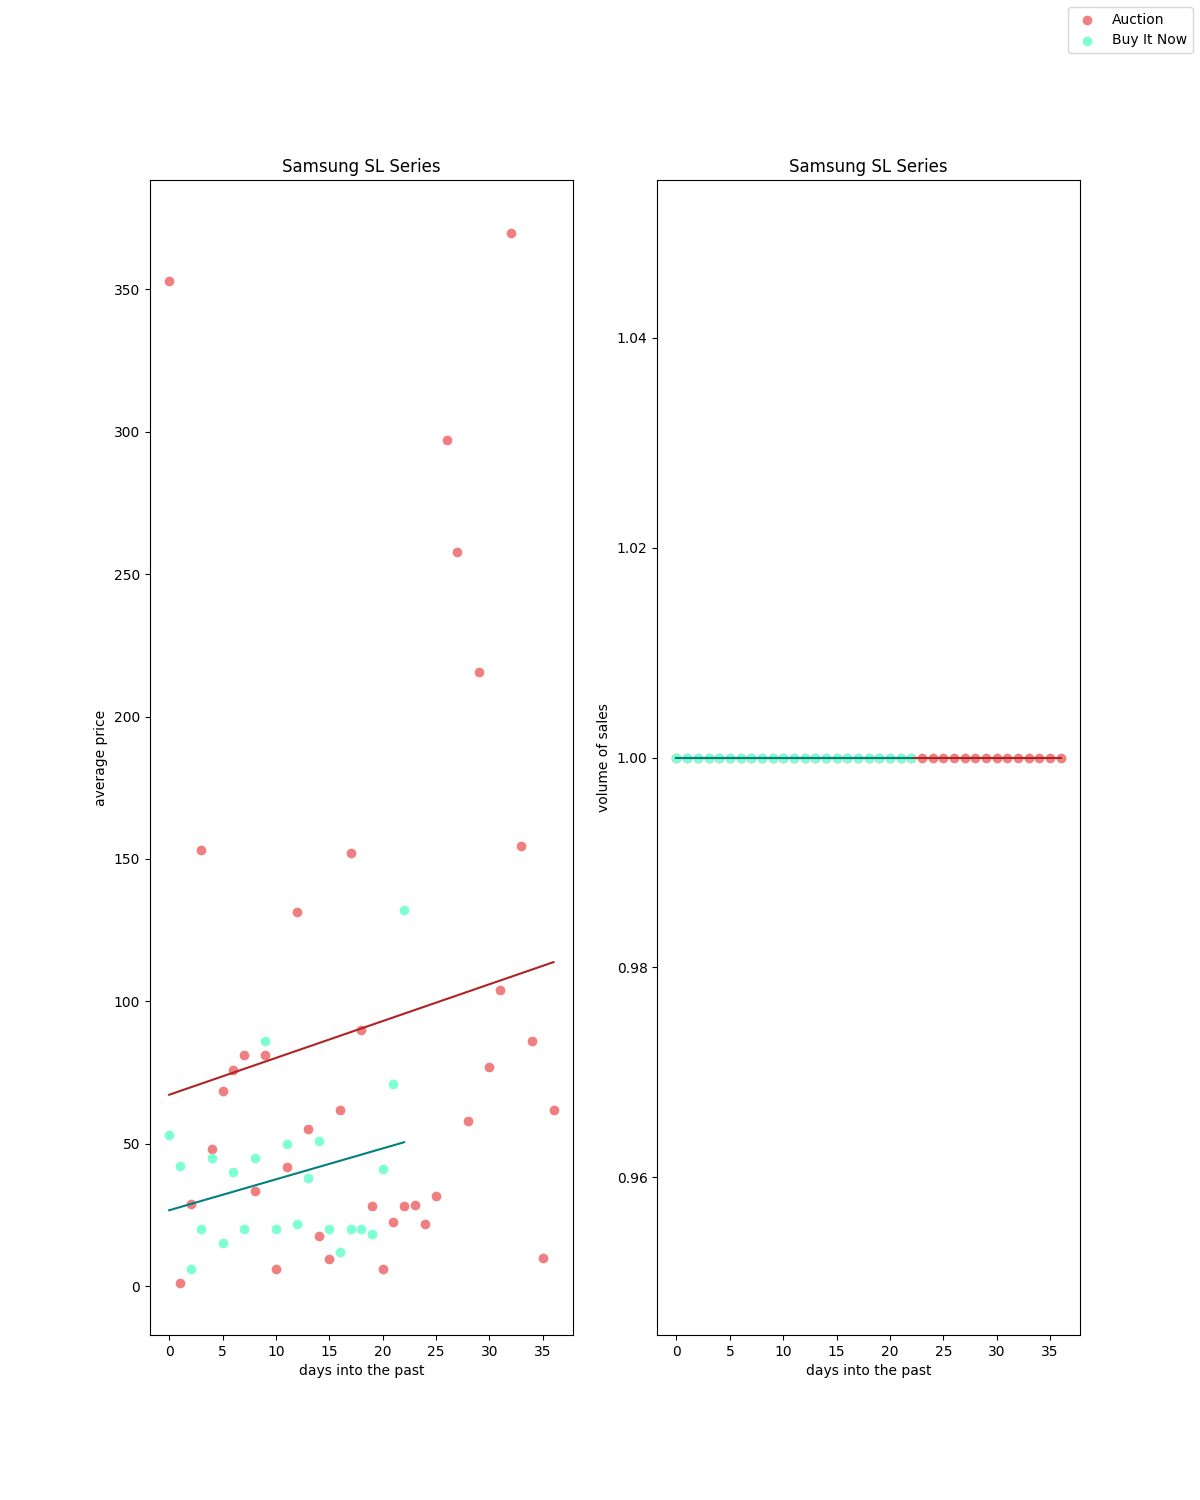 Auction
Buy It Now
Samsung SL Series
350
300
250
200
150
100
50
0
average price
0 5 10 15 20 25 30 35
days into the past
Samsung SL Series
1.04
1.02
1.00
0.98
0.96
volume of sales
0 5 10 15 20 25 30 35
days into the past